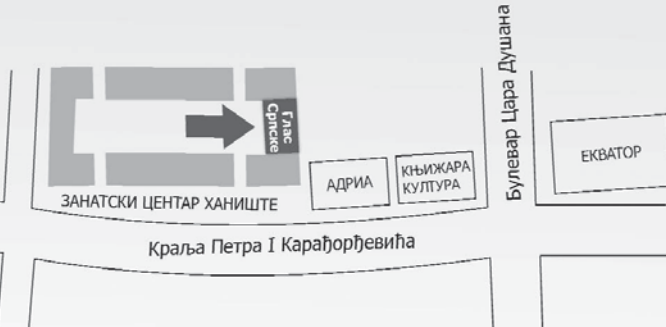 Глас
Српске
ЗАНАТСКИ ЦЕНТАР ХАНИШТЕ
АДРИА
КЊИЖАРА
КУЛТУРА
Булевар Цара Душана
ЕКВАТОР
Краља Петра I Карађорђевића